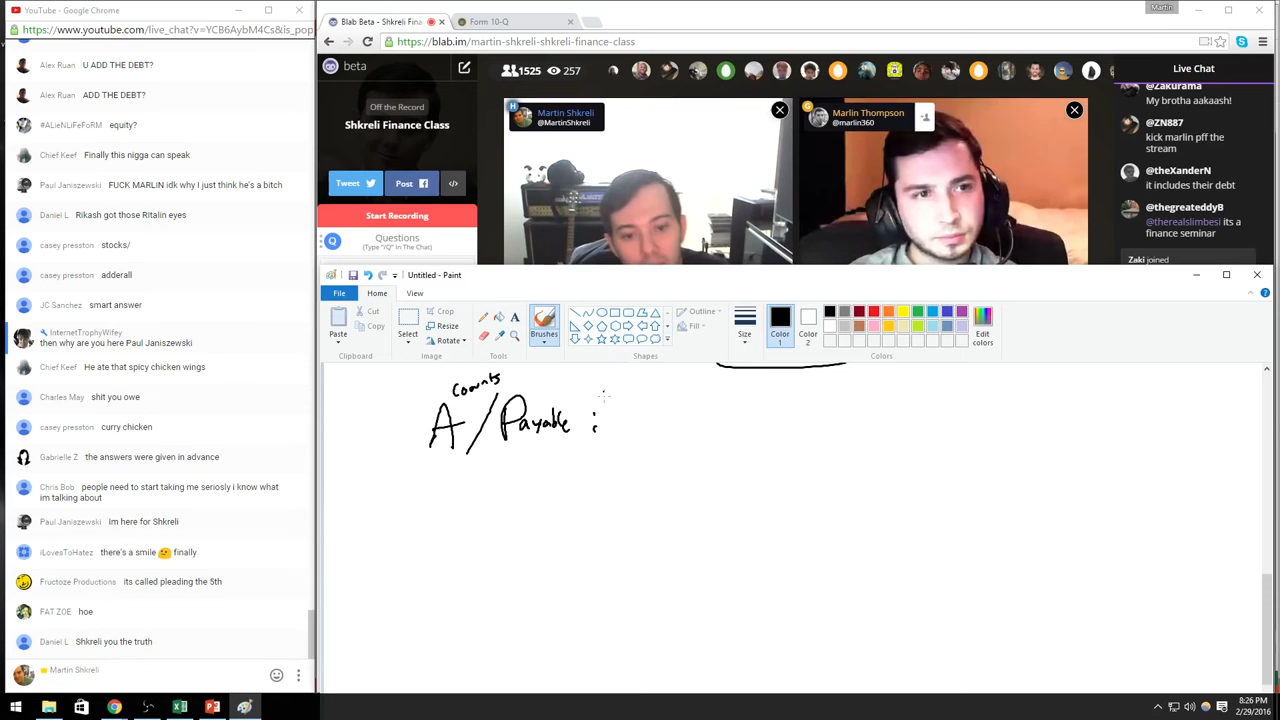 YouTube - Google Chrome
https://www.youtube.com/live_chat?v=YCB6AybM4Cs&is_pop
Alex Ruan U ADD THE DEBT?
Alex Ruan ADD THE DEBT?
#ALieNLiFeFoRM equity?
Chief Keef Finally this nigga can speak
Paul Janiszewski FUCK MARLIN idk why I just think he's a bitch
Daniel L Rikash got those RItalin eyes
casey presston stocks/
casey presston adderall
JC Sanchez smart answer
InternetTrophyWIfey
then why are you here Paul Janiszewski
Chief Keef He ate that spicy chicken wings
Charles May shit you owe
casey presston curry chicken
Gabrielle Z the answers were given in advance
Chris Bob people need to start taking me seriosly i know what
im talking about
Paul Janiszewski Im here for Shkreli
iLovesToHatez there's a smile 🤔 finally
Fructoze Productions its called pleading the 5th
FAT ZOE hoe
Daniel L Shkreli you the truth
Martin Shkreli
Martin
Blab Beta - Shkreli Fina
Form 10-Q
https://blab.im/martin-shkreli-shkreli-finance-class
beta
1525 257
Off the Record
Shkreli Finance Class
Tweet Post </>
Start Recording
Q Questions
(Type "/Q" In The Chat)
H Martin Shkreli
@MartinShkreli
G Marlin Thompson
@marlin360
Live Chat
@Zakurama
My brotha aakaash!
@ZN887
kick marlin pff the
stream
@theXanderN
it includes their debt
@thegreateddyB
@therealslimbesi its a
finance seminar
Zaki joined
Untitled - Paint
File Home View
Paste Cut Copy
Clipboard
Select Crop Resize Rotate
Image
A
Tools
Brushes
Outline Fill
Shapes
Size
Color 1
Color 2
Edit colors
Colors
Counts
A/Payable :
8:26 PM
2/29/2016